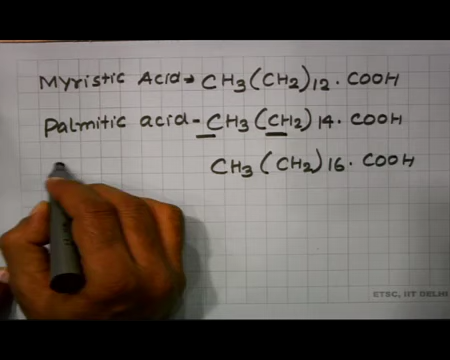 Myristic Acid → CH3(CH2)12·COOH
Palmitic acid - CH3(CH2)14·COOH
CH3(CH2)16·COOH
ETSC, IIT DELHI